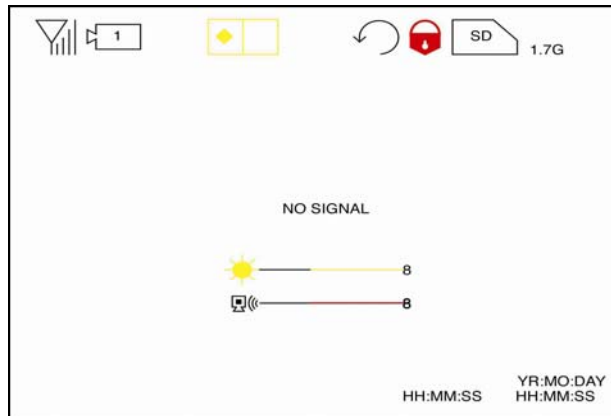 1
SD
1.7G
NO SIGNAL
8
8
YR:MO:DAY
HH:MM:SS HH:MM:SS